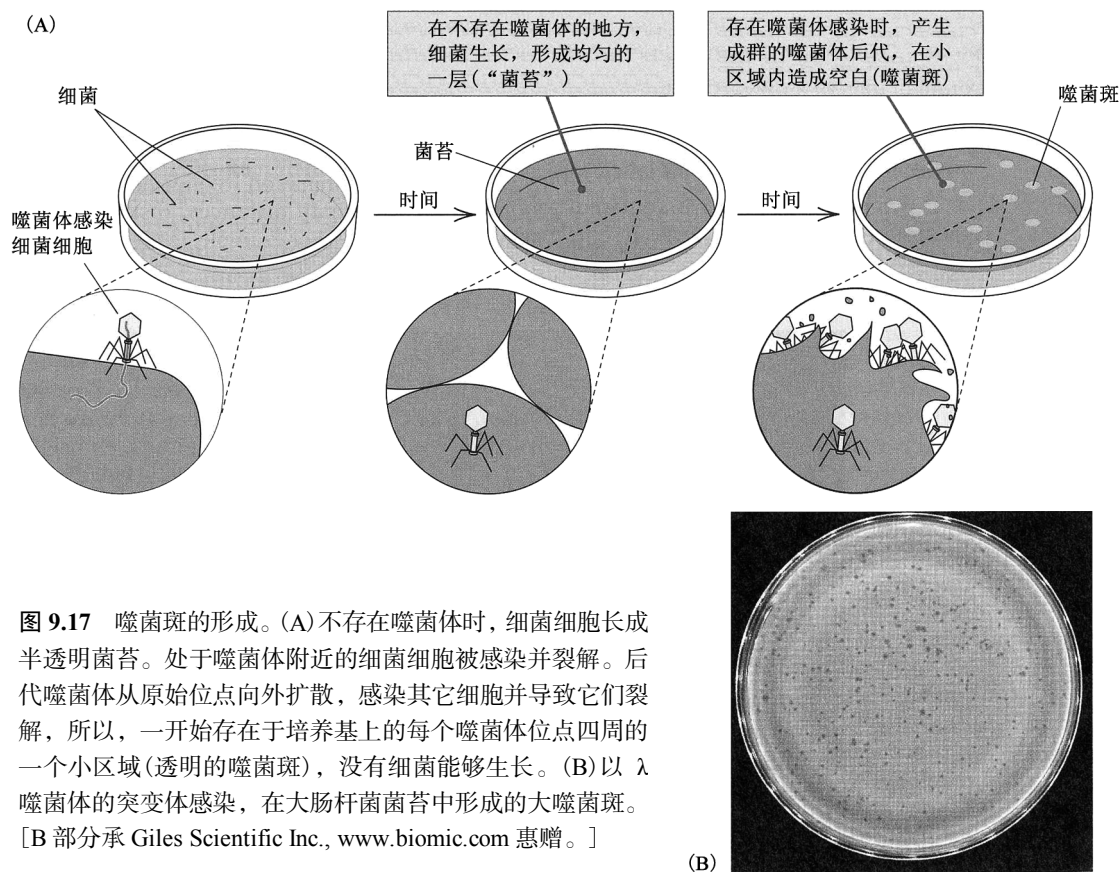 (A)
在不存在噬菌体的地方，
细菌生长，形成均匀的
一层(“菌苔”)
存在噬菌体感染时，产生
成群的噬菌体后代，在小
区域内造成空白(噬菌斑)
细菌
噬菌斑
菌苔
时间
时间
噬菌体感染
细菌细胞
图 9.17 噬菌斑的形成。(A)不存在噬菌体时，细菌细胞长成
半透明菌苔。处于噬菌体附近的细菌细胞被感染并裂解。后
代噬菌体从原始位点向外扩散，感染其它细胞并导致它们裂
解，所以，一开始存在于培养基上的每个噬菌体位点四周的
一个小区域(透明的噬菌斑)，没有细菌能够生长。(B)以 λ
噬菌体的突变体感染，在大肠杆菌菌苔中形成的大噬菌斑。
[B 部分承 Giles Scientific Inc., www.biomic.com 惠赠。]
(B)